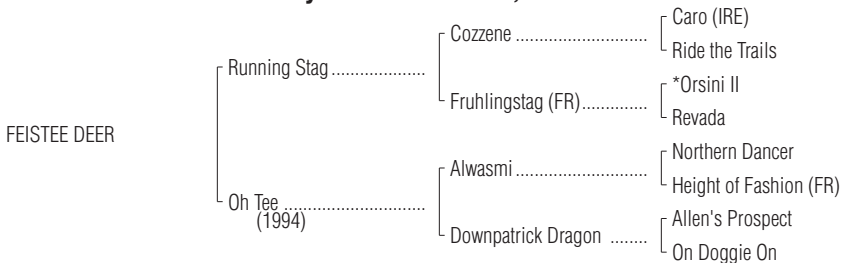 Caro (IRE)
Cozzene ............................
Ride the Trails
Running Stag ....................
*Orsini II
Fruhlingstag (FR)..............
Revada
FEISTEE DEER
Northern Dancer
Alwasmi ............................
Height of Fashion (FR)
Oh Tee ..............................
(1994)
Allen's Prospect
Downpatrick Dragon ........
On Doggie On